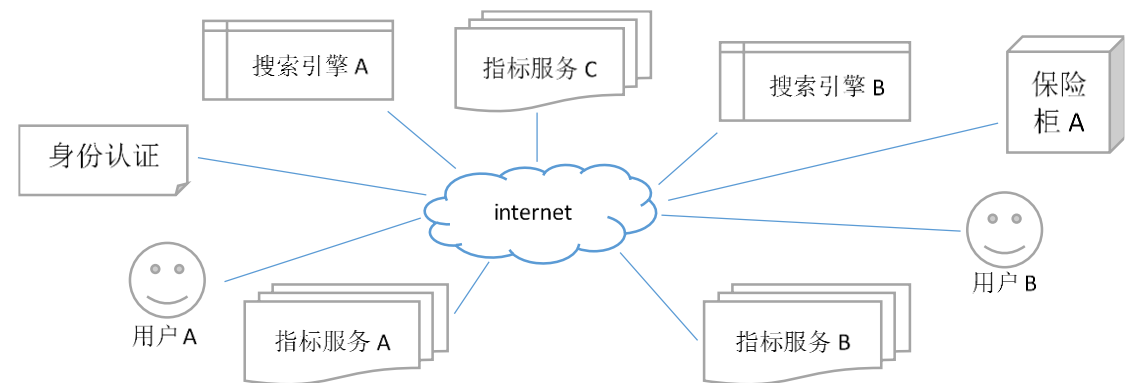 搜索引擎 A
指标服务 C
搜索引擎 B
保险
柜 A
身份认证
internet
用户 A
用户 B
指标服务 A
指标服务 B